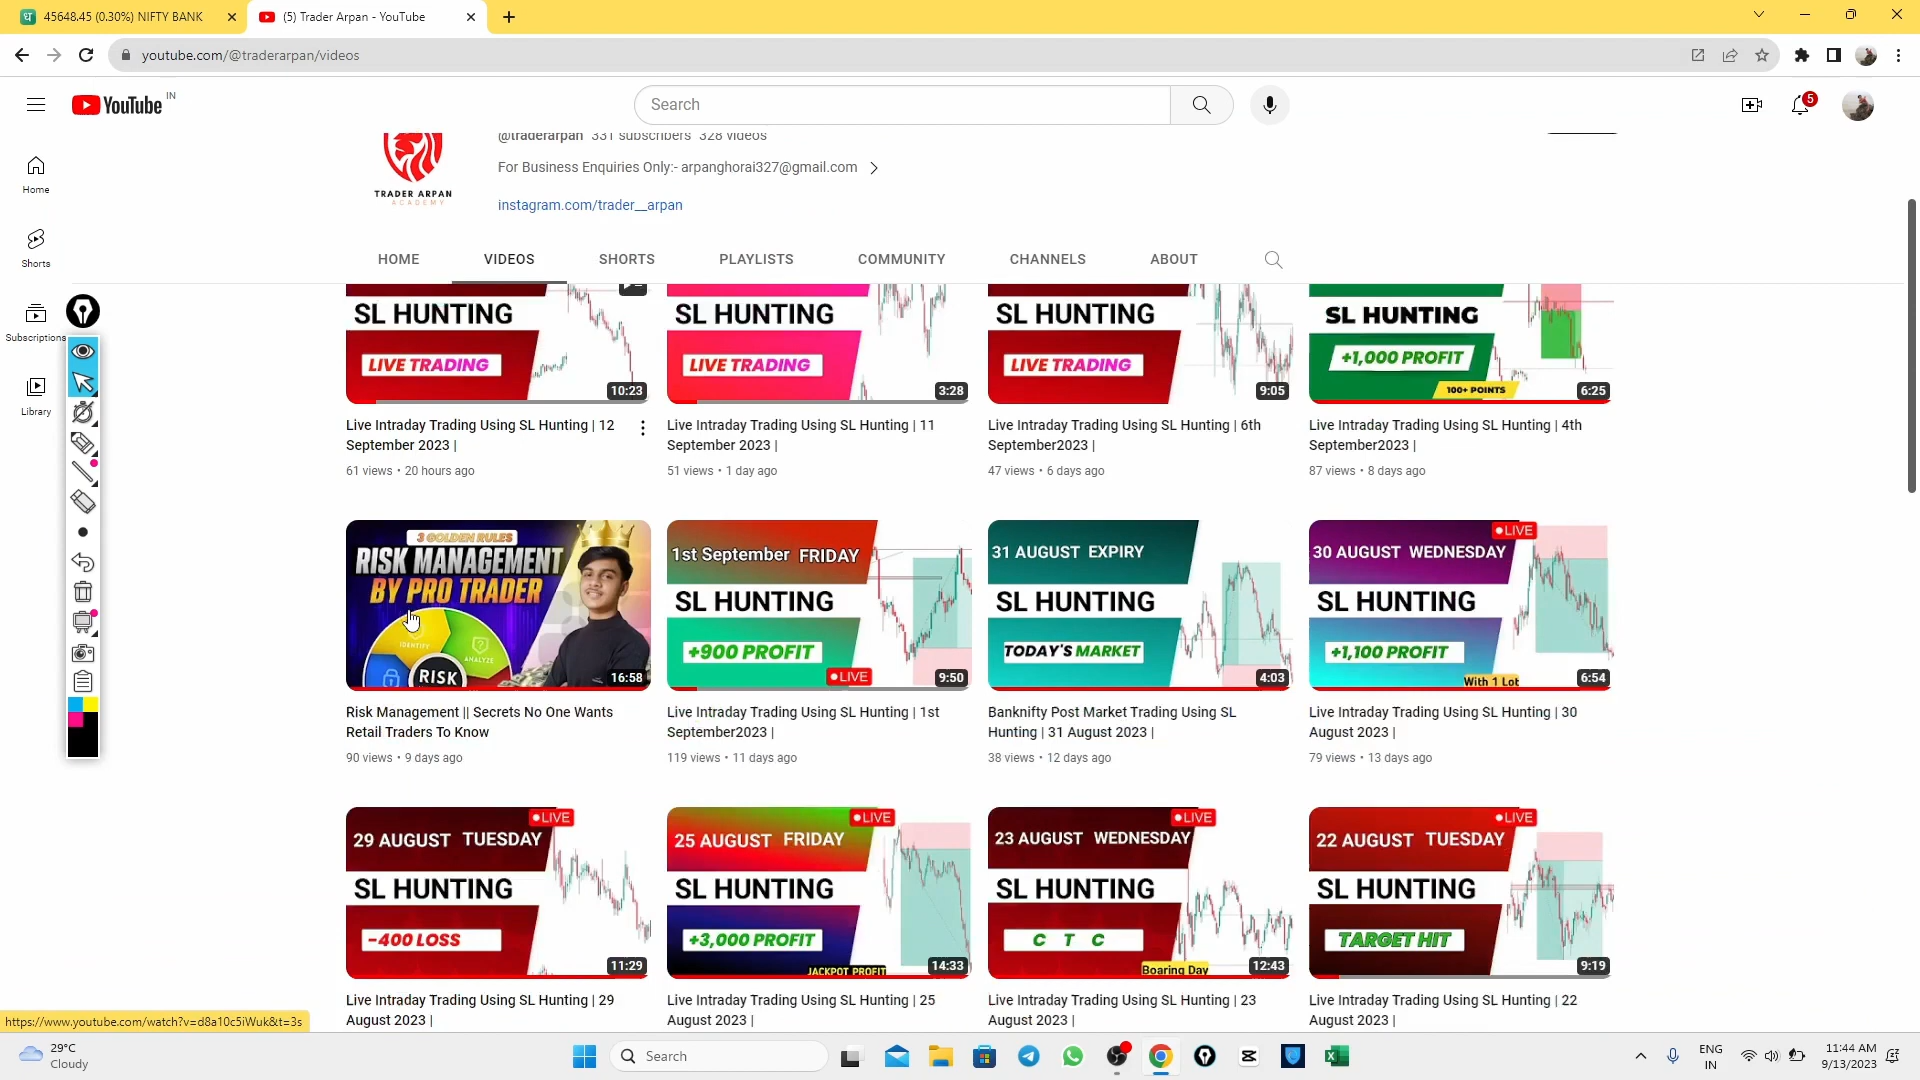 45648.45 (0.30%) NIFTY BANK
(5) Trader Arpan - YouTube
youtube.com/@traderarpan/videos
YouTube IN
Search
5
@traderarpan 331 subscribers 328 videos
For Business Enquiries Only:- arpanghorai327@gmail.com
instagram.com/trader__arpan
TRADER ARPAN
ACADEMY
Home
Shorts
Subscriptions
Library
HOME
VIDEOS
SHORTS
PLAYLISTS
COMMUNITY
CHANNELS
ABOUT
SL HUNTING
LIVE TRADING
10:23
Live Intraday Trading Using SL Hunting | 12
September 2023 |
61 views • 20 hours ago
SL HUNTING
LIVE TRADING
3:28
Live Intraday Trading Using SL Hunting | 11
September 2023 |
51 views • 1 day ago
SL HUNTING
LIVE TRADING
9:05
Live Intraday Trading Using SL Hunting | 6th
September2023 |
47 views • 6 days ago
SL HUNTING
+1,000 PROFIT
100+ POINTS
6:25
Live Intraday Trading Using SL Hunting | 4th
September2023 |
87 views • 8 days ago
3 GOLDEN RULES
RISK MANAGEMENT
BY PRO TRADER
IDENTIFY
ANALYZE
RISK
16:58
Risk Management || Secrets No One Wants
Retail Traders To Know
90 views • 9 days ago
1st September FRIDAY
SL HUNTING
+900 PROFIT
LIVE
9:50
Live Intraday Trading Using SL Hunting | 1st
September2023 |
119 views • 11 days ago
31 AUGUST EXPIRY
SL HUNTING
TODAY'S MARKET
4:03
Banknifty Post Market Trading Using SL
Hunting | 31 August 2023 |
38 views • 12 days ago
LIVE
30 AUGUST WEDNESDAY
SL HUNTING
+1,100 PROFIT
With 1 Lot
6:54
Live Intraday Trading Using SL Hunting | 30
August 2023 |
79 views • 13 days ago
LIVE
29 AUGUST TUESDAY
SL HUNTING
-400 LOSS
11:29
Live Intraday Trading Using SL Hunting | 29
August 2023 |
LIVE
25 AUGUST FRIDAY
SL HUNTING
+3,000 PROFIT
JACKPOT PROFIT
14:33
Live Intraday Trading Using SL Hunting | 25
August 2023 |
LIVE
23 AUGUST WEDNESDAY
SL HUNTING
C T C
Boaring Day
12:43
Live Intraday Trading Using SL Hunting | 23
August 2023 |
LIVE
22 AUGUST TUESDAY
SL HUNTING
TARGET HIT
9:19
Live Intraday Trading Using SL Hunting | 22
August 2023 |
https://www.youtube.com/watch?v=d8a10c5iWuk&t=3s
29°C
Cloudy
Search
ENG
IN
11:44 AM
9/13/2023